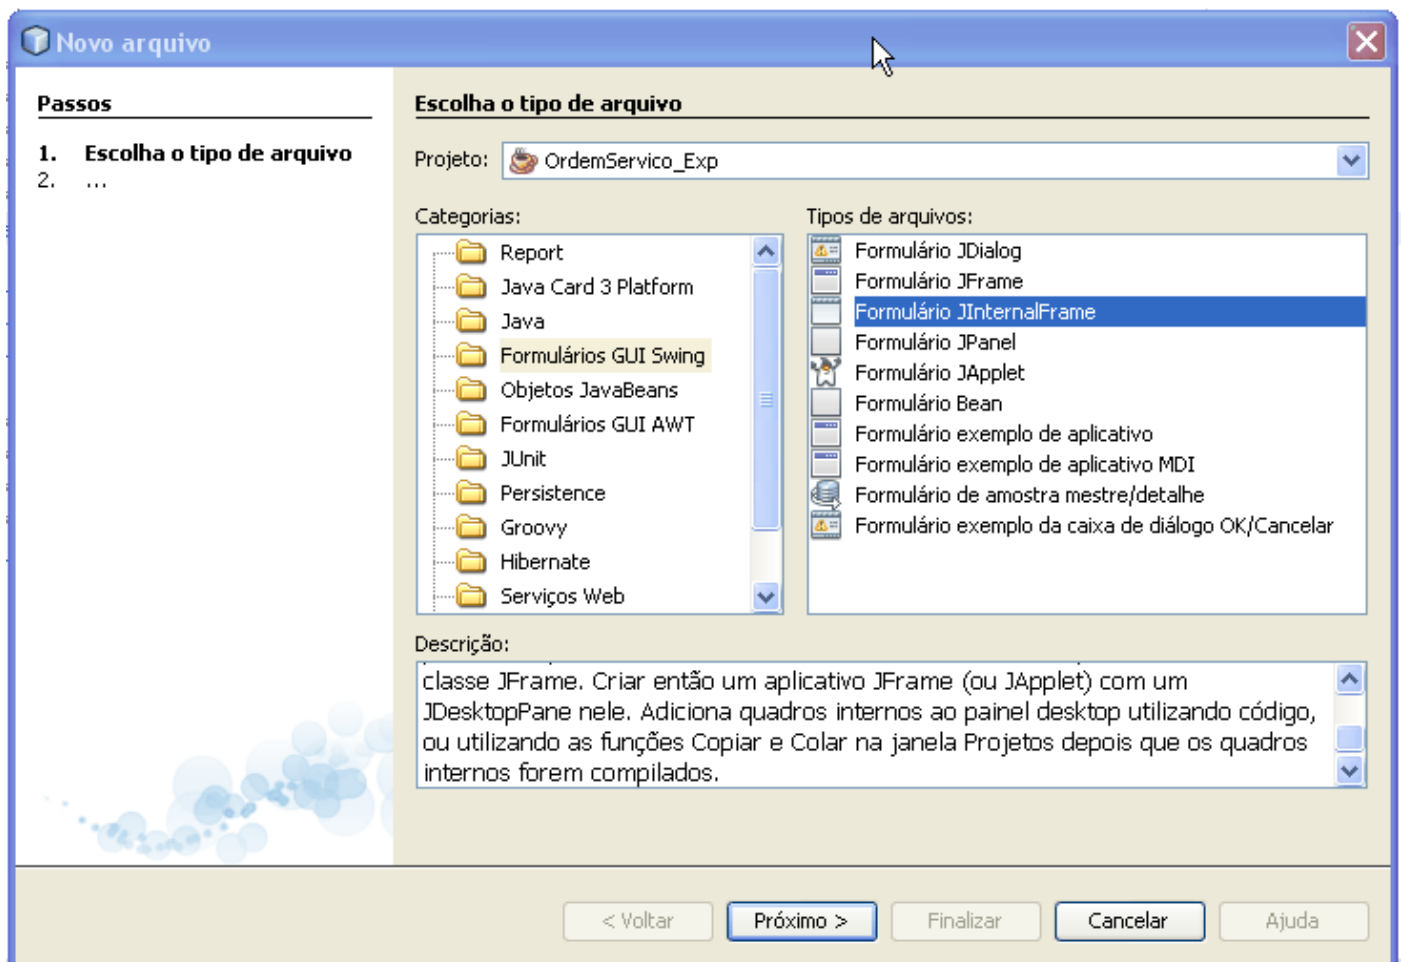 Novo arquivo
Passos
1. Escolha o tipo de arquivo
2. ...
Escolha o tipo de arquivo
Projeto: OrdemServico_Exp
Categorias:
Report
Java Card 3 Platform
Java
Formulários GUI Swing
Objetos JavaBeans
Formulários GUI AWT
JUnit
Persistence
Groovy
Hibernate
Serviços Web
Tipos de arquivos:
Formulário JDialog
Formulário JFrame
Formulário JInternalFrame
Formulário JPanel
Formulário JApplet
Formulário Bean
Formulário exemplo de aplicativo
Formulário exemplo de aplicativo MDI
Formulário de amostra mestre/detalhe
Formulário exemplo da caixa de diálogo OK/Cancelar
Descrição:
classe JFrame. Criar então um aplicativo JFrame (ou JApplet) com um
JDesktopPane nele. Adiciona quadros internos ao painel desktop utilizando código,
ou utilizando as funções Copiar e Colar na janela Projetos depois que os quadros
internos forem compilados.
< Voltar
Próximo >
Finalizar
Cancelar
Ajuda